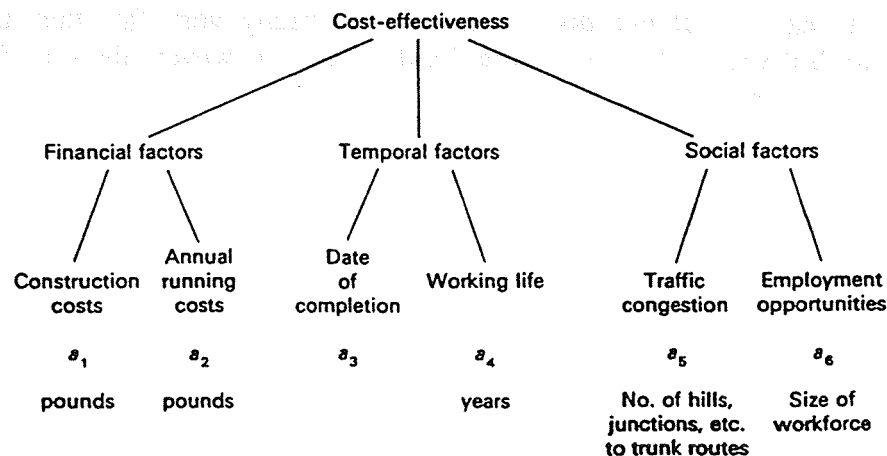 Cost-effectiveness
Financial factors Temporal factors Social factors
Construction costs
Annual running costs
Date of completion
Working life
Traffic congestion
Employment opportunities
a1 a2 a3 a4 a5 a6
pounds pounds years
No. of hills, junctions, etc. to trunk routes
Size of workforce